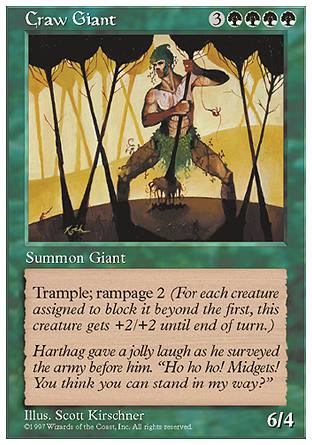 Craw Giant 3
Kith
Summon Giant
Trample; rampage 2 (For each creature
assigned to block it beyond the first, this
creature gets +2/+2 until end of turn.)
Harthag gave a jolly laugh as he surveyed
the army before him. “Ho ho ho! Midgets!
You think you can stand in my way?”
Illus. Scott Kirschner
©1997 Wizards of the Coast, Inc. All rights reserved.
6/4